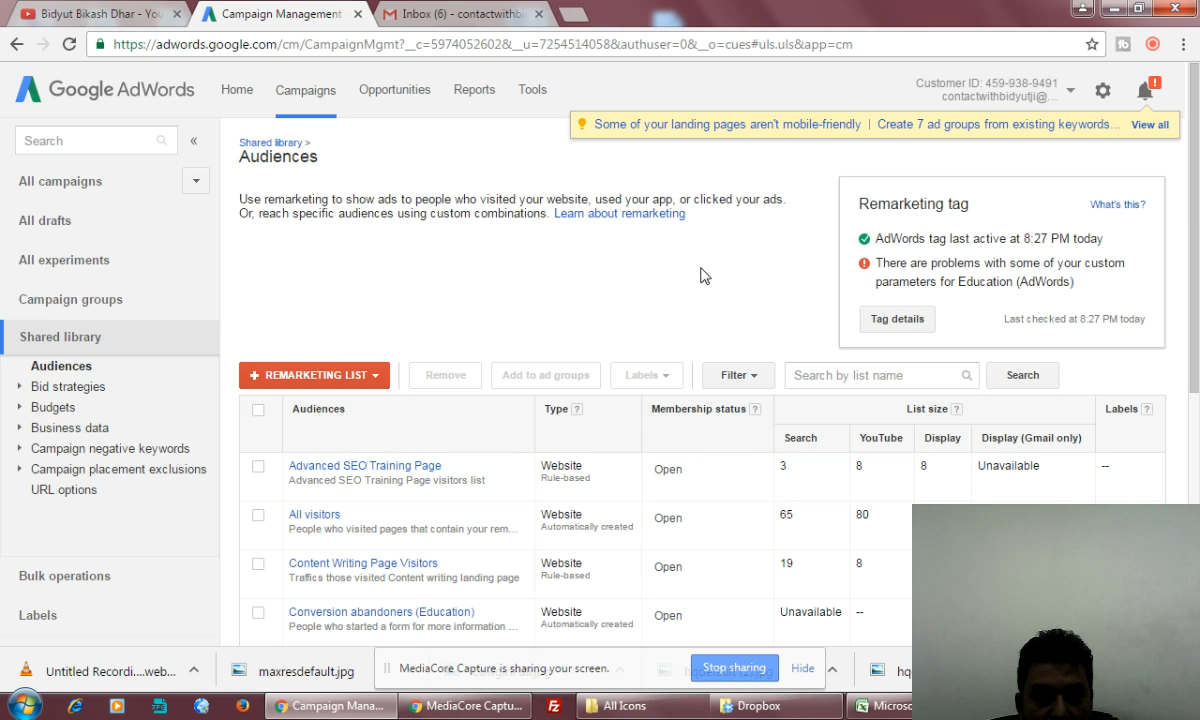 Bidyut Bikash Dhar - You
Campaign Management
Inbox (6) - contactwithbi
https://adwords.google.com/cm/CampaignMgmt?__c=5974052602&__u=7254514058&authuser=0&__o=cues#uls.uls&app=cm
Google AdWords
Home
Campaigns
Opportunities
Reports
Tools
Customer ID: 459-938-9491
contactwithbidyutji@...
Some of your landing pages aren't mobile-friendly | Create 7 ad groups from existing keywords... View all
Search
«
All campaigns
All drafts
All experiments
Campaign groups
Shared library
Audiences
Bid strategies
Budgets
Business data
Campaign negative keywords
Campaign placement exclusions
URL options
Bulk operations
Labels
Shared library >
Audiences
Use remarketing to show ads to people who visited your website, used your app, or clicked your ads.
Or, reach specific audiences using custom combinations. Learn about remarketing
Remarketing tag
What's this?
AdWords tag last active at 8:27 PM today
There are problems with some of your custom
parameters for Education (AdWords)
Tag details
Last checked at 8:27 PM today
+ REMARKETING LIST
Remove
Add to ad groups
Labels
Filter
Search by list name
Search
Audiences
Type ?
Membership status ?
List size ?
Labels ?
Search
YouTube
Display
Display (Gmail only)
Advanced SEO Training Page
Advanced SEO Training Page visitors list
Website
Rule-based
Open
3
8
8
Unavailable
--
All visitors
People who visited pages that contain your rem...
Website
Automatically created
Open
65
80
Content Writing Page Visitors
Traffics those visited Content writing landing page
Website
Rule-based
Open
19
8
Conversion abandoners (Education)
People who started a form for more information ...
Website
Automatically created
Open
Unavailable
--
Untitled Recordi....web...
maxresdefault.jpg
MediaCore Capture is sharing your screen.
Stop sharing
Hide
Campaign Mana...
MediaCore Captu...
All Icons
Dropbox
Microso